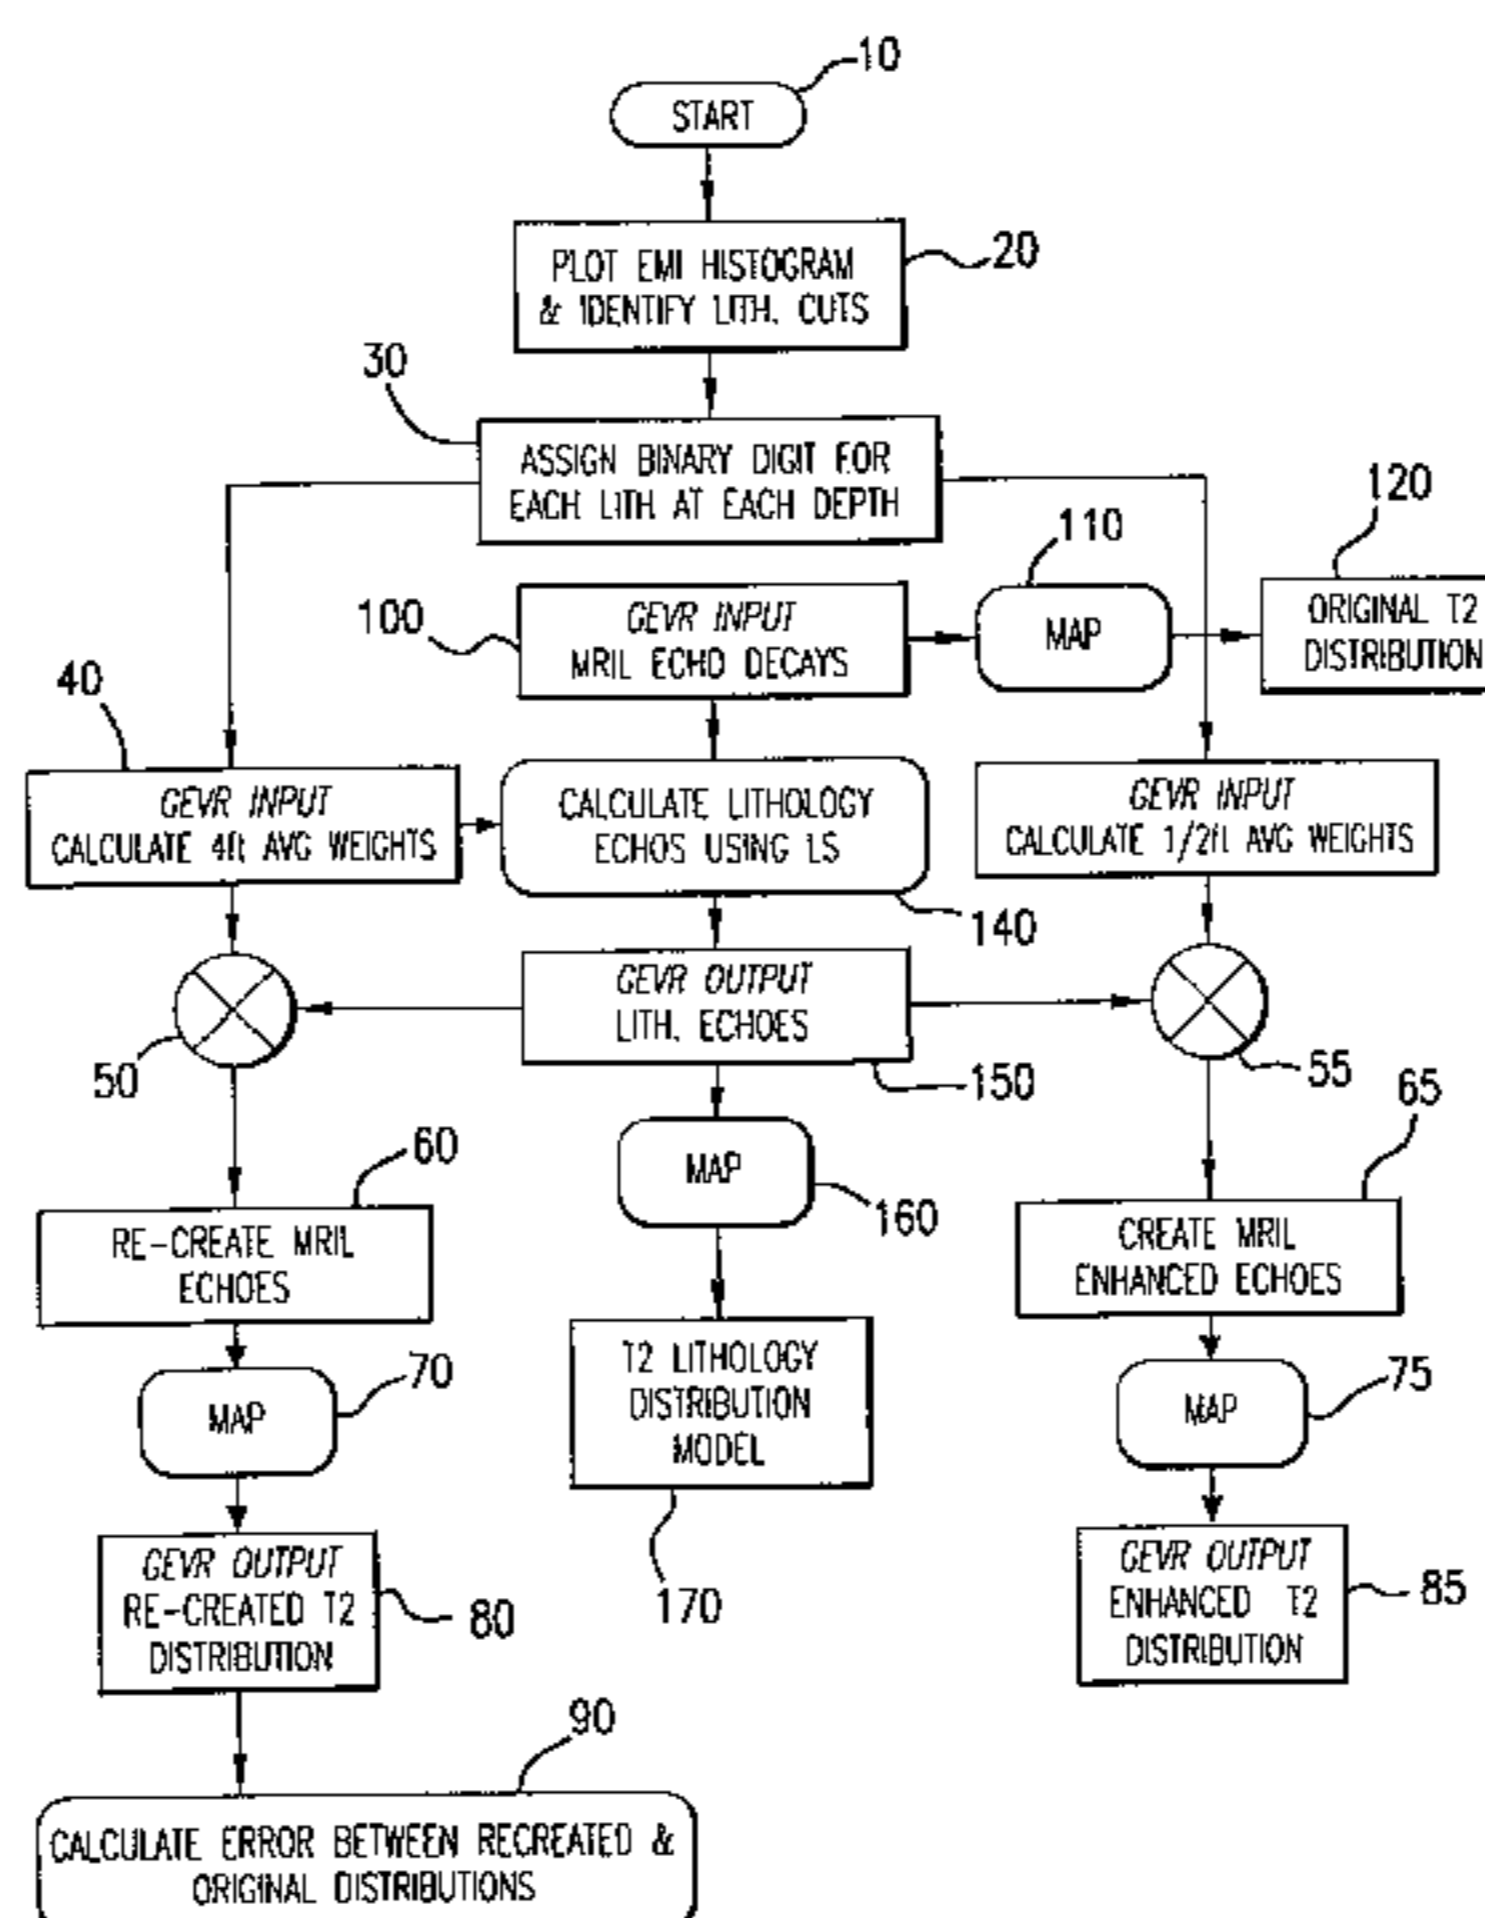 10
START
PLOT EMI HISTOGRAM
& IDENTIFY LITH. CUTS
20
30
ASSIGN BINARY DIGIT FOR
EACH LITH. AT EACH DEPTH
100
GEVR INPUT
MRIL ECHO DECAYS
110
MAP
120
ORIGINAL T2
DISTRIBUTION
40
GEVR INPUT
CALCULATE 4ft AVG WEIGHTS
CALCULATE LITHOLOGY
ECHOS USING LS
140
GEVR INPUT
CALCULATE 1/2ft AVG WEIGHTS
50
GEVR OUTPUT
LITH. ECHOES
150
55
60
RE-CREATE MRIL
ECHOES
MAP
160
65
CREATE MRIL
ENHANCED ECHOES
MAP
70
T2 LITHOLOGY
DISTRIBUTION
MODEL
170
MAP
75
GEVR OUTPUT
RE-CREATED T2
DISTRIBUTION
80
GEVR OUTPUT
ENHANCED T2
DISTRIBUTION
85
90
CALCULATE ERROR BETWEEN RECREATED &
ORIGINAL DISTRIBUTIONS